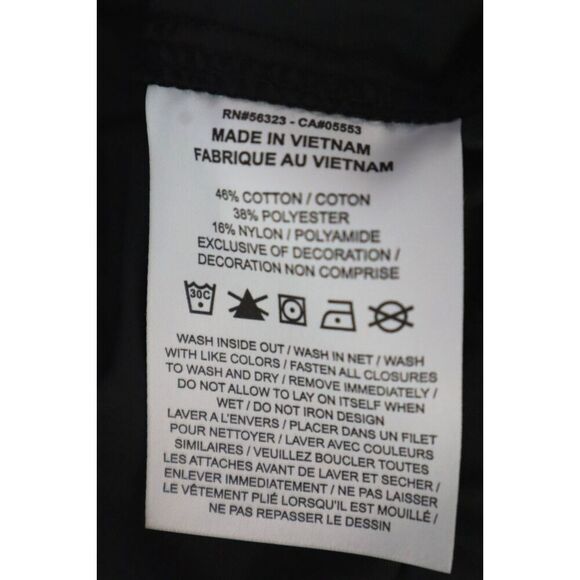 RN#56323 - CA#05553
MADE IN VIETNAM
FABRIQUE AU VIETNAM
46% COTTON / COTON
38% POLYESTER
16% NYLON / POLYAMIDE
EXCLUSIVE OF DECORATION /
DECORATION NON COMPRISE
30C
WASH INSIDE OUT / WASH IN NET / WASH
WITH LIKE COLORS / FASTEN ALL CLOSURES
TO WASH AND DRY / REMOVE IMMEDIATELY /
DO NOT ALLOW TO LAY ON ITSELF WHEN
WET / DO NOT IRON DESIGN
LAVER A L'ENVERS / PLACER DANS UN FILET
POUR NETTOYER / LAVER AVEC COULEURS
SIMILAIRES / VEUILLEZ BOUCLER TOUTES
LES ATTACHES AVANT DE LAVER ET SECHER /
ENLEVER IMMEDIATEMENT / NE PAS LAISSER
LE VÊTEMENT PLIÉ LORSQU'IL EST MOUILLÉ /
NE PAS REPASSER LE DESSIN